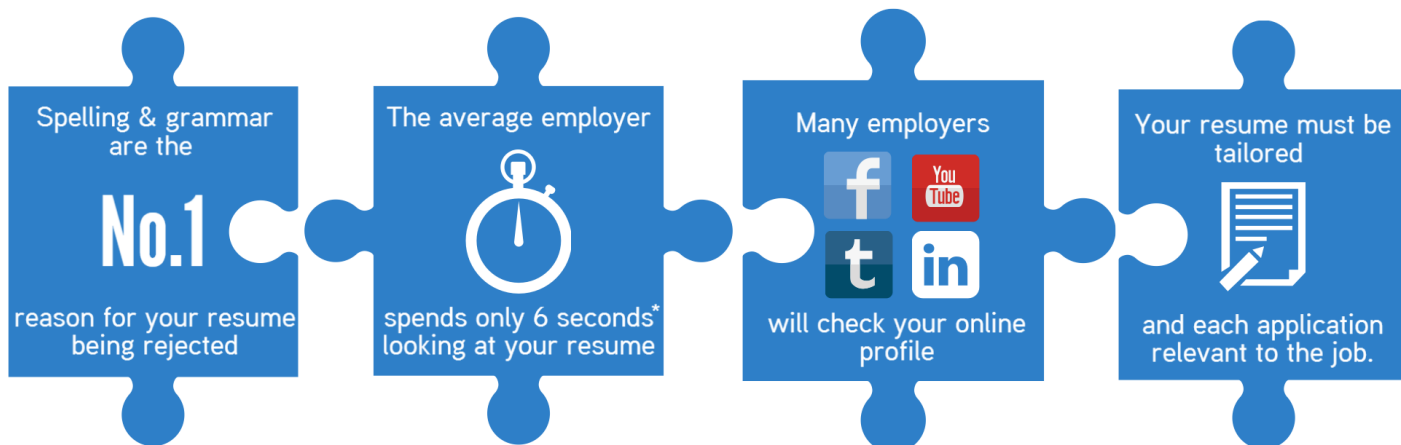 Spelling & grammar
are the
No.1
reason for your resume
being rejected
The average employer
spends only 6 seconds*
looking at your resume
Many employers
f
You
Tube
t
in
will check your online
profile
Your resume must be
tailored
and each application
relevant to the job.